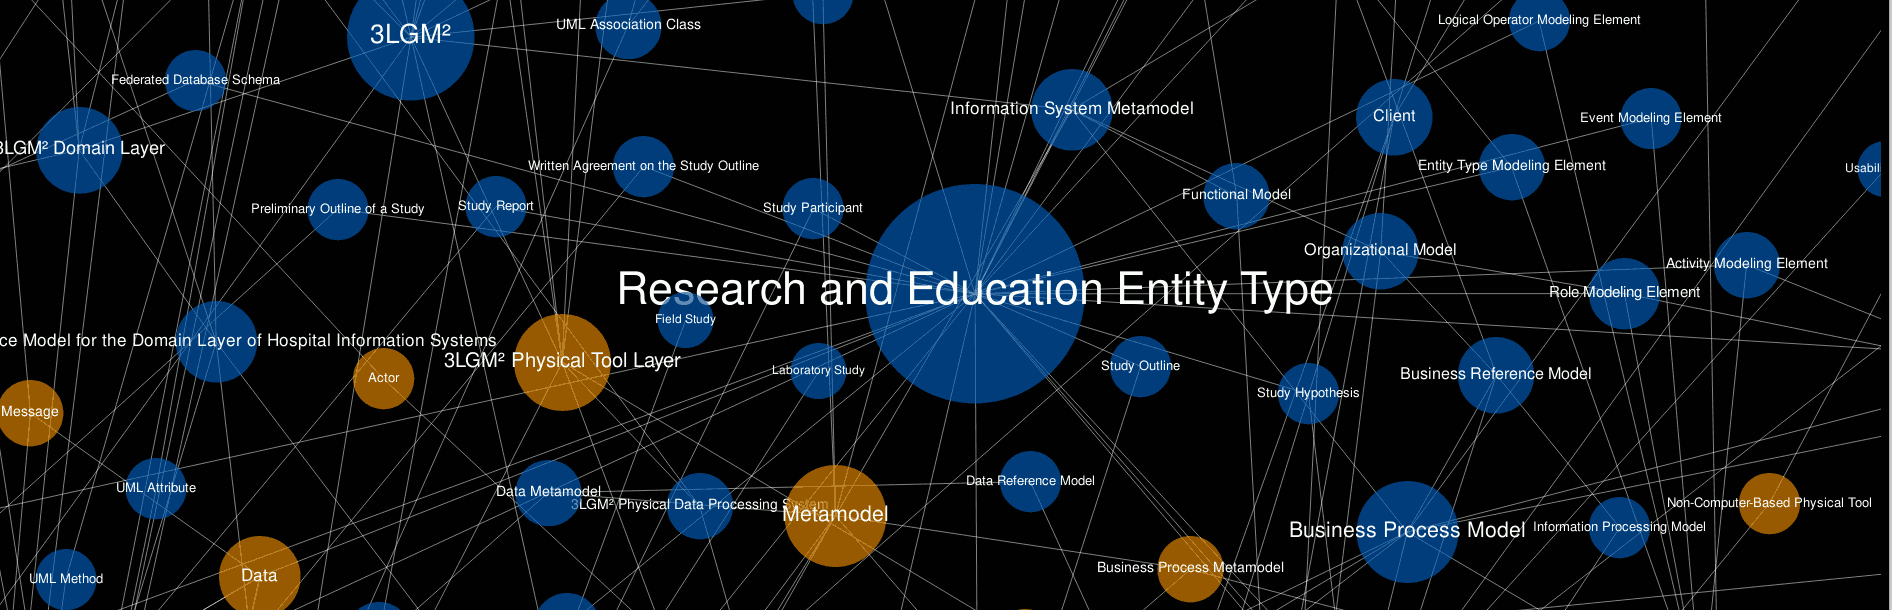 Logical Operator Modeling Element
UML Association Class
3LGM²
Federated Database Schema
Information System Metamodel
Client
Event Modeling Element
3LGM² Domain Layer
Written Agreement on the Study Outline
Entity Type Modeling Element
Usabil
Functional Model
Preliminary Outline of a Study
Study Report
Study Participant
Organizational Model
Activity Modeling Element
Research and Education Entity Type
Role Modeling Element
Field Study
ce Model for the Domain Layer of Hospital Information Systems
3LGM² Physical Tool Layer
Laboratory Study
Study Outline
Business Reference Model
Actor
Study Hypothesis
Message
Data Reference Model
UML Attribute
Data Metamodel
3LGM² Physical Data Processing System
Non-Computer-Based Physical Tool
Metamodel
Business Process Model
Information Processing Model
Business Process Metamodel
Data
UML Method